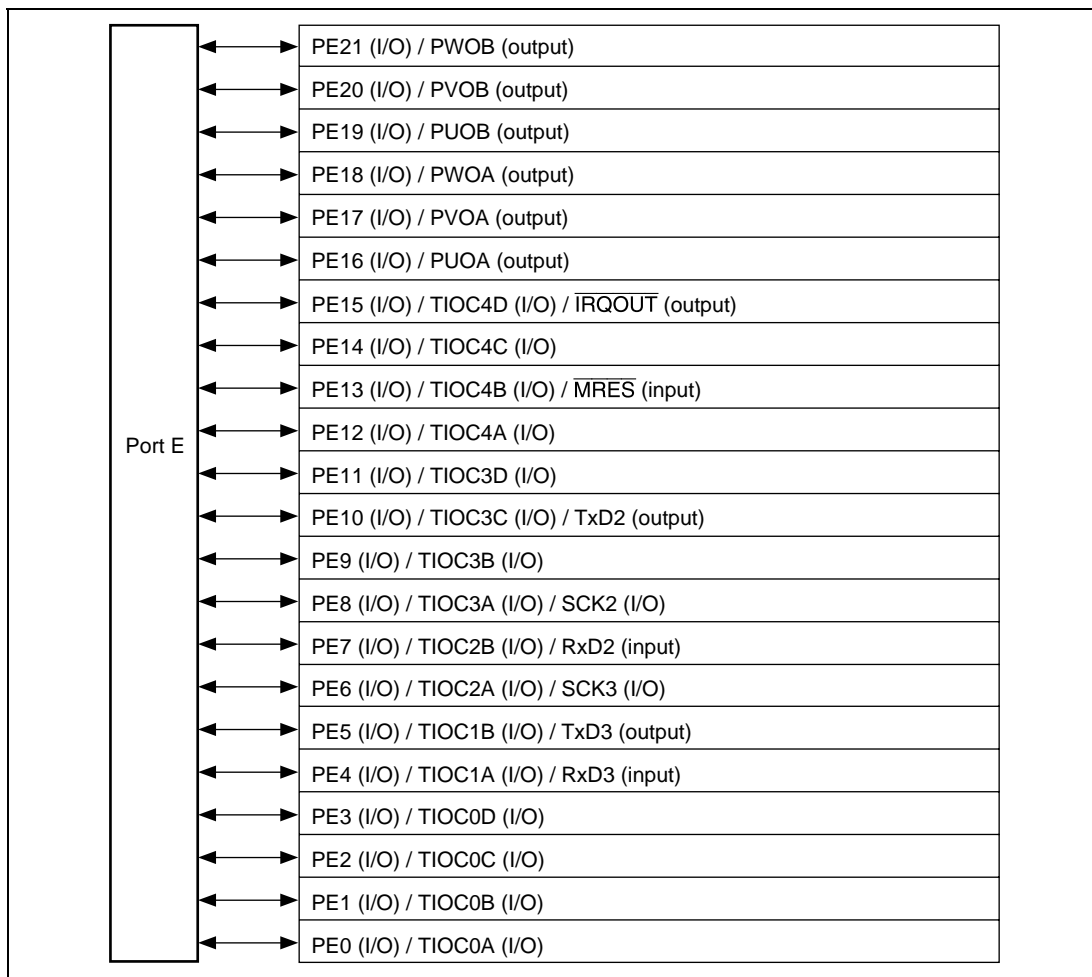 PE21 (I/O) / PWOB (output)
PE20 (I/O) / PVOB (output)
PE19 (I/O) / PUOB (output)
PE18 (I/O) / PWOA (output)
PE17 (I/O) / PVOA (output)
PE16 (I/O) / PUOA (output)
PE15 (I/O) / TIOC4D (I/O) / I̅R̅Q̅O̅U̅T̅ (output)
PE14 (I/O) / TIOC4C (I/O)
PE13 (I/O) / TIOC4B (I/O) / M̅R̅E̅S̅ (input)
Port E
PE12 (I/O) / TIOC4A (I/O)
PE11 (I/O) / TIOC3D (I/O)
PE10 (I/O) / TIOC3C (I/O) / TxD2 (output)
PE9 (I/O) / TIOC3B (I/O)
PE8 (I/O) / TIOC3A (I/O) / SCK2 (I/O)
PE7 (I/O) / TIOC2B (I/O) / RxD2 (input)
PE6 (I/O) / TIOC2A (I/O) / SCK3 (I/O)
PE5 (I/O) / TIOC1B (I/O) / TxD3 (output)
PE4 (I/O) / TIOC1A (I/O) / RxD3 (input)
PE3 (I/O) / TIOC0D (I/O)
PE2 (I/O) / TIOC0C (I/O)
PE1 (I/O) / TIOC0B (I/O)
PE0 (I/O) / TIOC0A (I/O)